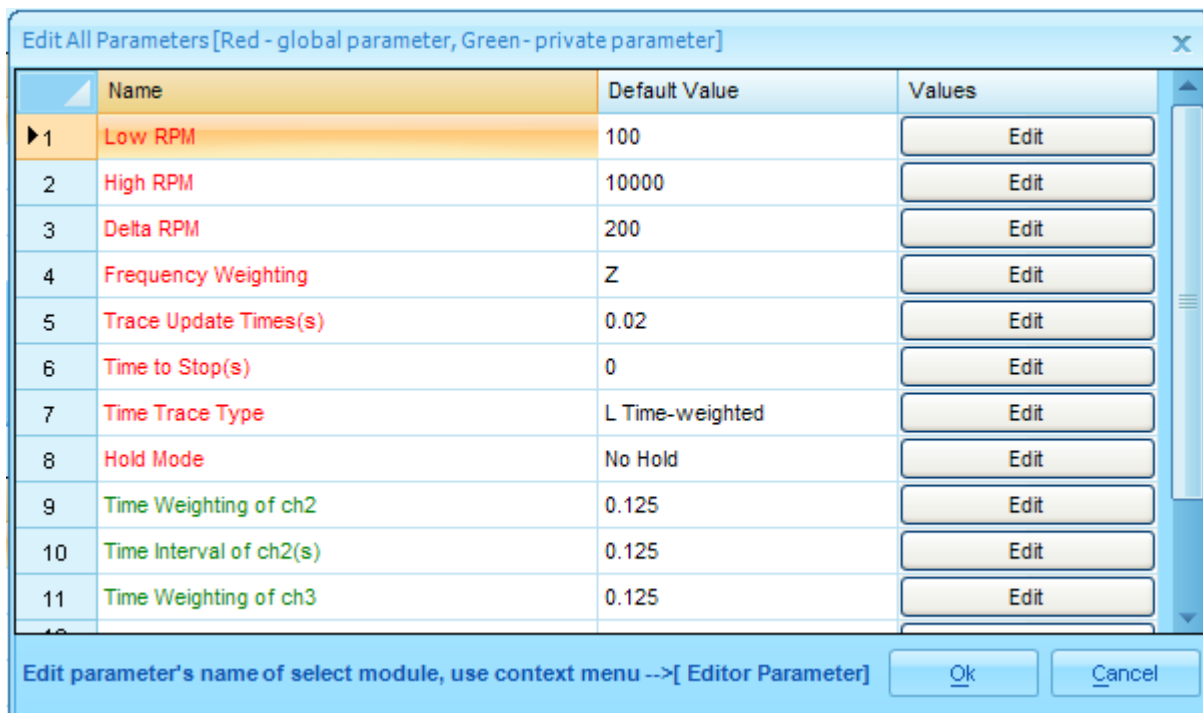 Edit All Parameters [Red - global parameter, Green- private parameter] x
Name Default Value Values
1 Low RPM 100 Edit
2 High RPM 10000 Edit
3 Delta RPM 200 Edit
4 Frequency Weighting Z Edit
5 Trace Update Times(s) 0.02 Edit
6 Time to Stop(s) 0 Edit
7 Time Trace Type L Time-weighted Edit
8 Hold Mode No Hold Edit
9 Time Weighting of ch2 0.125 Edit
10 Time Interval of ch2(s) 0.125 Edit
11 Time Weighting of ch3 0.125 Edit
Edit parameter's name of select module, use context menu -->[ Editor Parameter] Ok Cancel